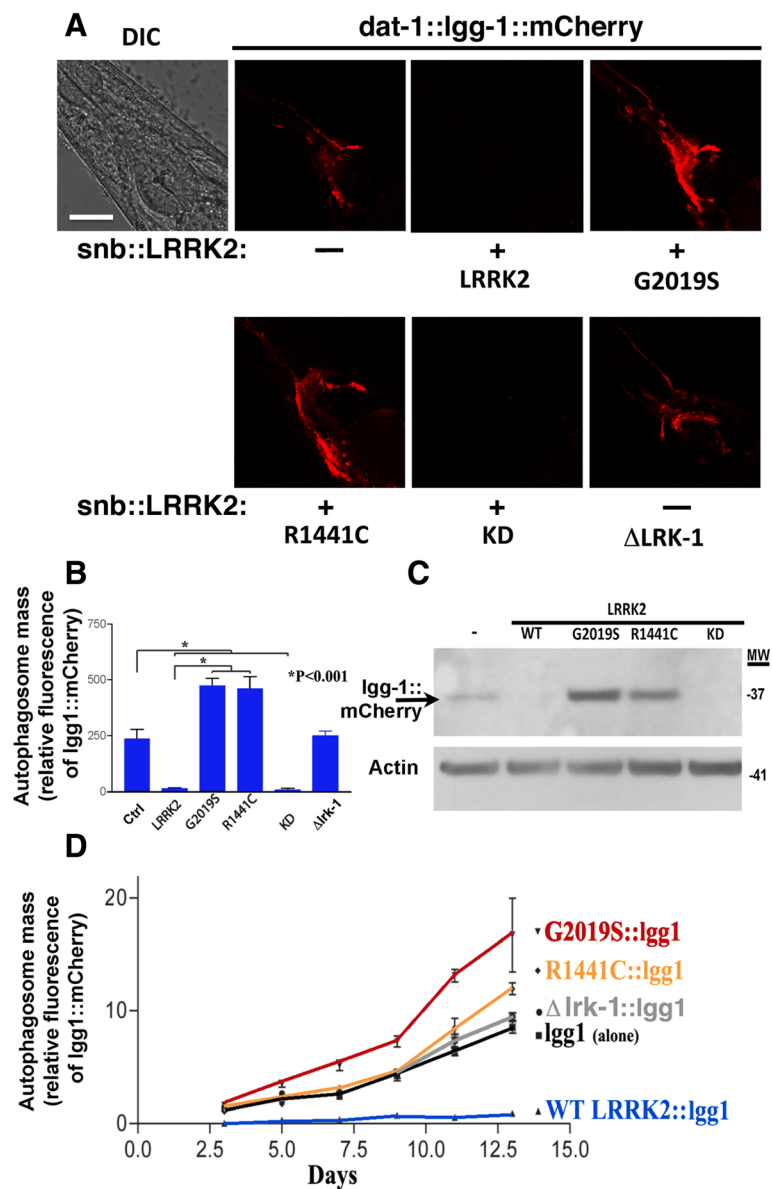 A
DIC
dat-1::lgg-1::mCherry
snb::LRRK2:
—
+
+
LRRK2
G2019S
snb::LRRK2:
+
+
—
R1441C
KD
ΔLRK-1
B
Autophagosome mass
(relative fluorescence
of lgg1::mCherry)
750
500
250
0
*
*
*P<0.001
Ctrl
LRRK2
G2019S
R1441C
KD
Δlrk-1
C
LRRK2
-
WT
G2019S
R1441C
KD
MW
lgg-1::
mCherry
-37
Actin
-41
D
Autophagosome mass
(relative fluorescence
of lgg1::mCherry)
20
10
0
0.0
2.5
5.0
7.5
10.0
12.5
15.0
Days
G2019S::lgg1
R1441C::lgg1
Δ lrk-1::lgg1
lgg1 (alone)
WT LRRK2::lgg1